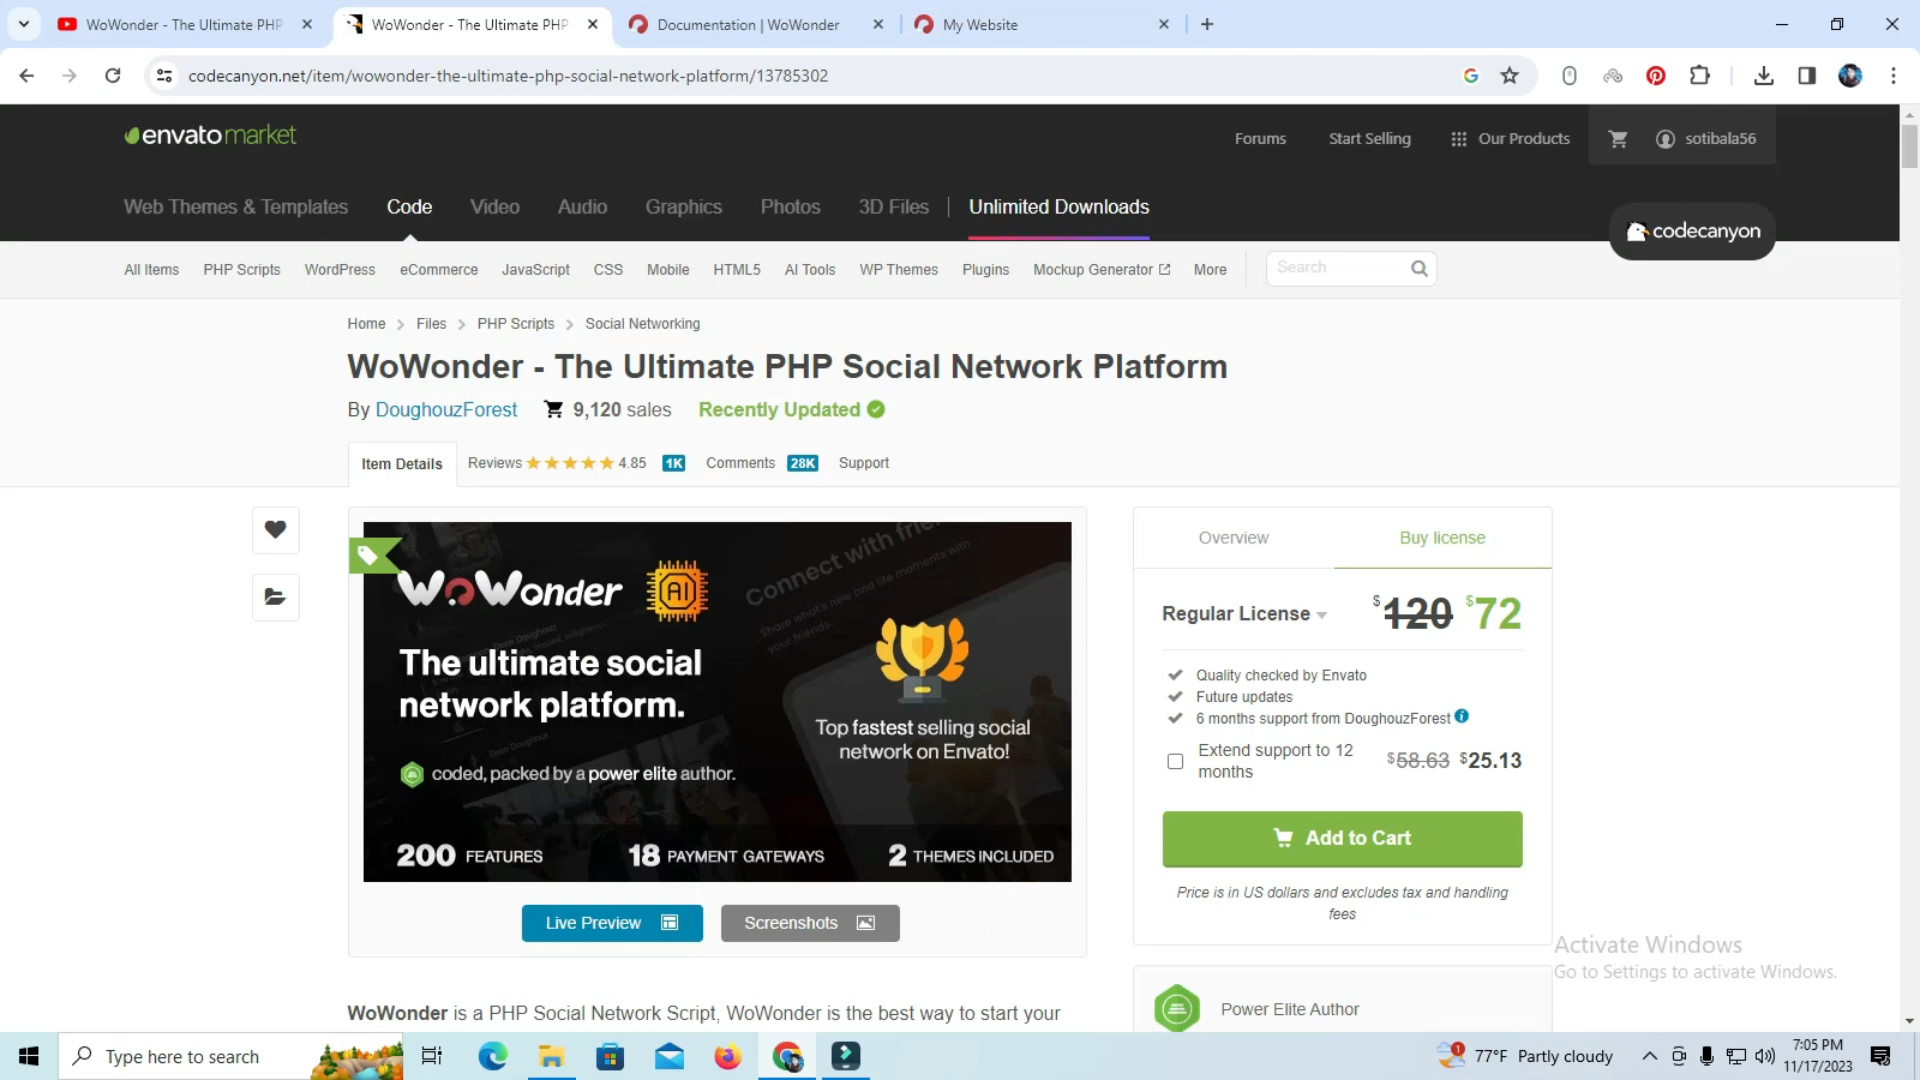 WoWonder - The Ultimate PHP
WoWonder - The Ultimate PHP
Documentation | WoWonder
My Website
codecanyon.net/item/wowonder-the-ultimate-php-social-network-platform/13785302
envatomarket
Forums
Start Selling
Our Products
sotibala56
Web Themes & Templates
Code
Video
Audio
Graphics
Photos
3D Files
Unlimited Downloads
codecanyon
All Items
PHP Scripts
WordPress
eCommerce
JavaScript
CSS
Mobile
HTML5
AI Tools
WP Themes
Plugins
Mockup Generator
More
Search
Home
Files
PHP Scripts
Social Networking
WoWonder - The Ultimate PHP Social Network Platform
By DoughouzForest
9,120 sales
Recently Updated
Item Details
Reviews
4.85
1K
Comments
28K
Support
WoWonder
AI
Connect with frie
Share what's new and life moments with
your friends.
The ultimate social
network platform.
Top fastest selling social
network on Envato!
coded, packed by a power elite author.
200 FEATURES
18 PAYMENT GATEWAYS
2 THEMES INCLUDED
Live Preview
Screenshots
WoWonder is a PHP Social Network Script, WoWonder is the best way to start your
Overview
Buy license
Regular License
$120
$72
Quality checked by Envato
Future updates
6 months support from DoughouzForest
Extend support to 12
months
$58.63
$25.13
Add to Cart
Price is in US dollars and excludes tax and handling
fees
Power Elite Author
Activate Windows
Go to Settings to activate Windows.
Type here to search
1
77°F Partly cloudy
7:05 PM
11/17/2023